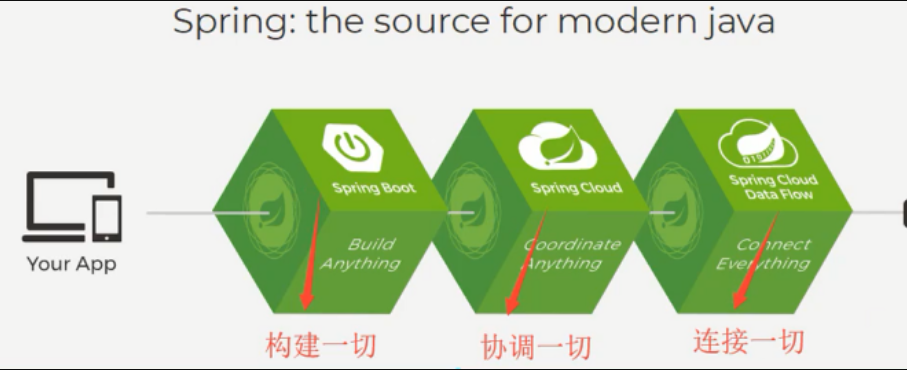 Spring: the source for modern java
Your App
Spring Boot
Build
Anything
构建一切
Spring Cloud
Coordinate
Anything
协调一切
Spring Cloud
Data Flow
Connect
Everything
连接一切